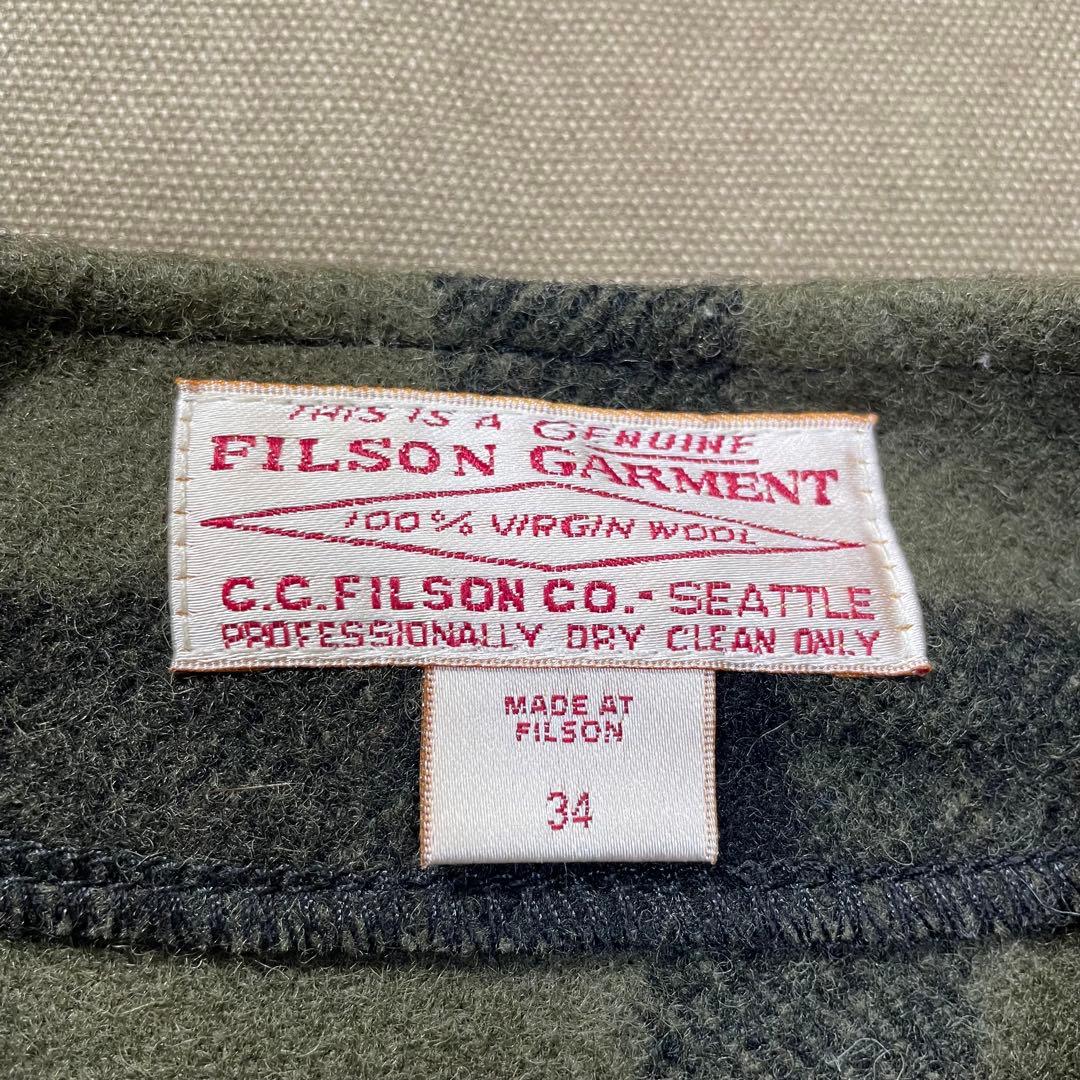 THIS IS A GENUINE
FILSON GARMENT
100% VIRGIN WOOL
C.C.FILSON CO.-SEATTLE
PROFESSIONALLY DRY CLEAN ONLY
MADE AT
FILSON
34